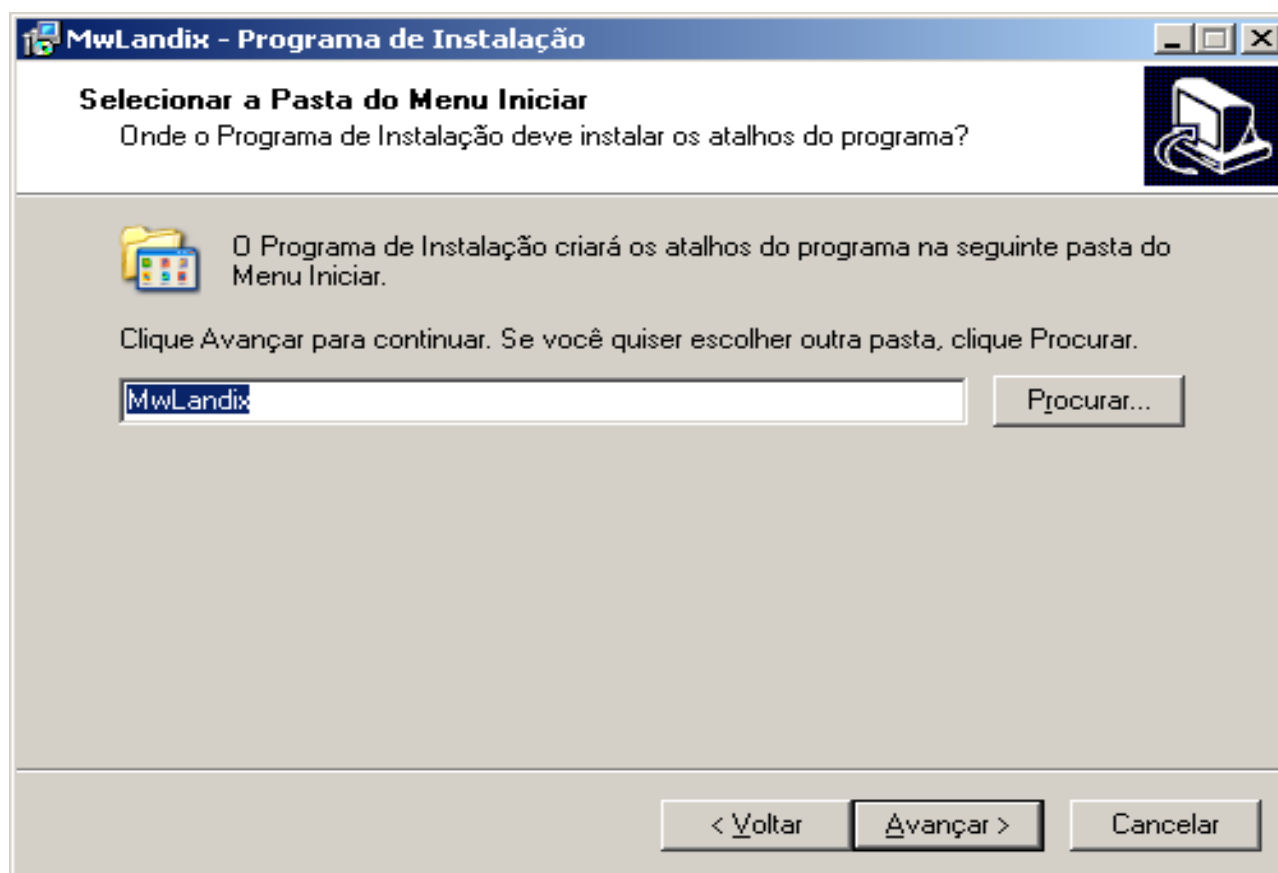 MwLandix - Programa de Instalação
Selecionar a Pasta do Menu Iniciar
Onde o Programa de Instalação deve instalar os atalhos do programa?
O Programa de Instalação criará os atalhos do programa na seguinte pasta do
Menu Iniciar.
Clique Avançar para continuar. Se você quiser escolher outra pasta, clique Procurar.
MwLandix
Procurar...
< Voltar
Avançar >
Cancelar